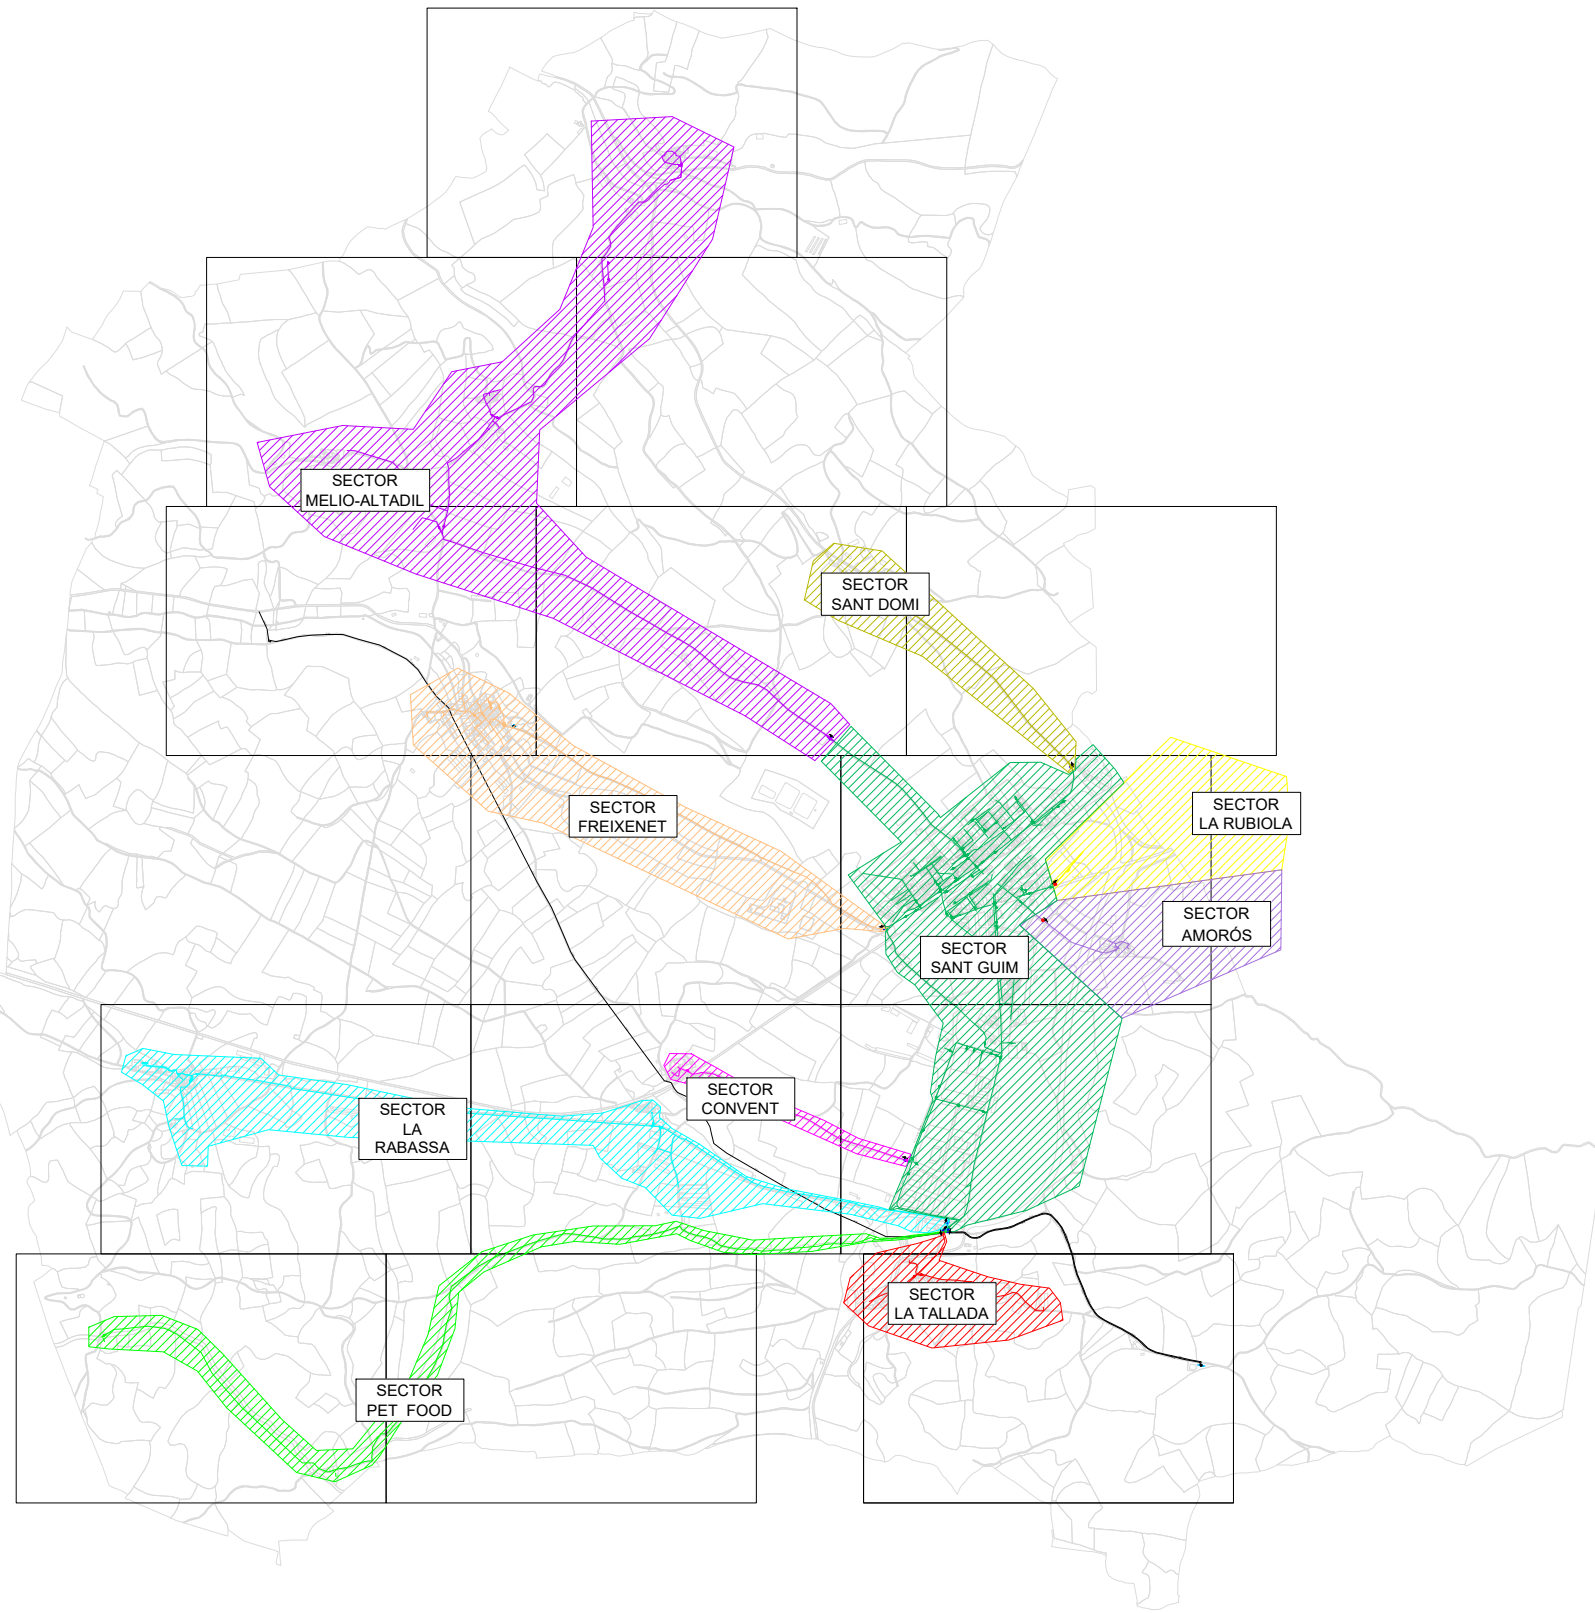 SECTOR
MELIO-ALTADIL
SECTOR
SANT DOMI
SECTOR
FREIXENET
SECTOR
LA RUBIOLA
SECTOR
AMORÓS
SECTOR
SANT GUIM
SECTOR
CONVENT
SECTOR
LA
RABASSA
SECTOR
LA TALLADA
SECTOR
PET FOOD